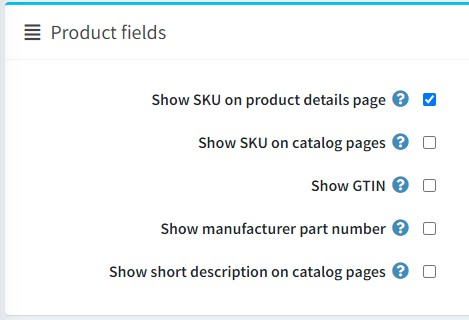 Product fields
Show SKU on product details page ?
Show SKU on catalog pages ?
Show GTIN ?
Show manufacturer part number ?
Show short description on catalog pages ?